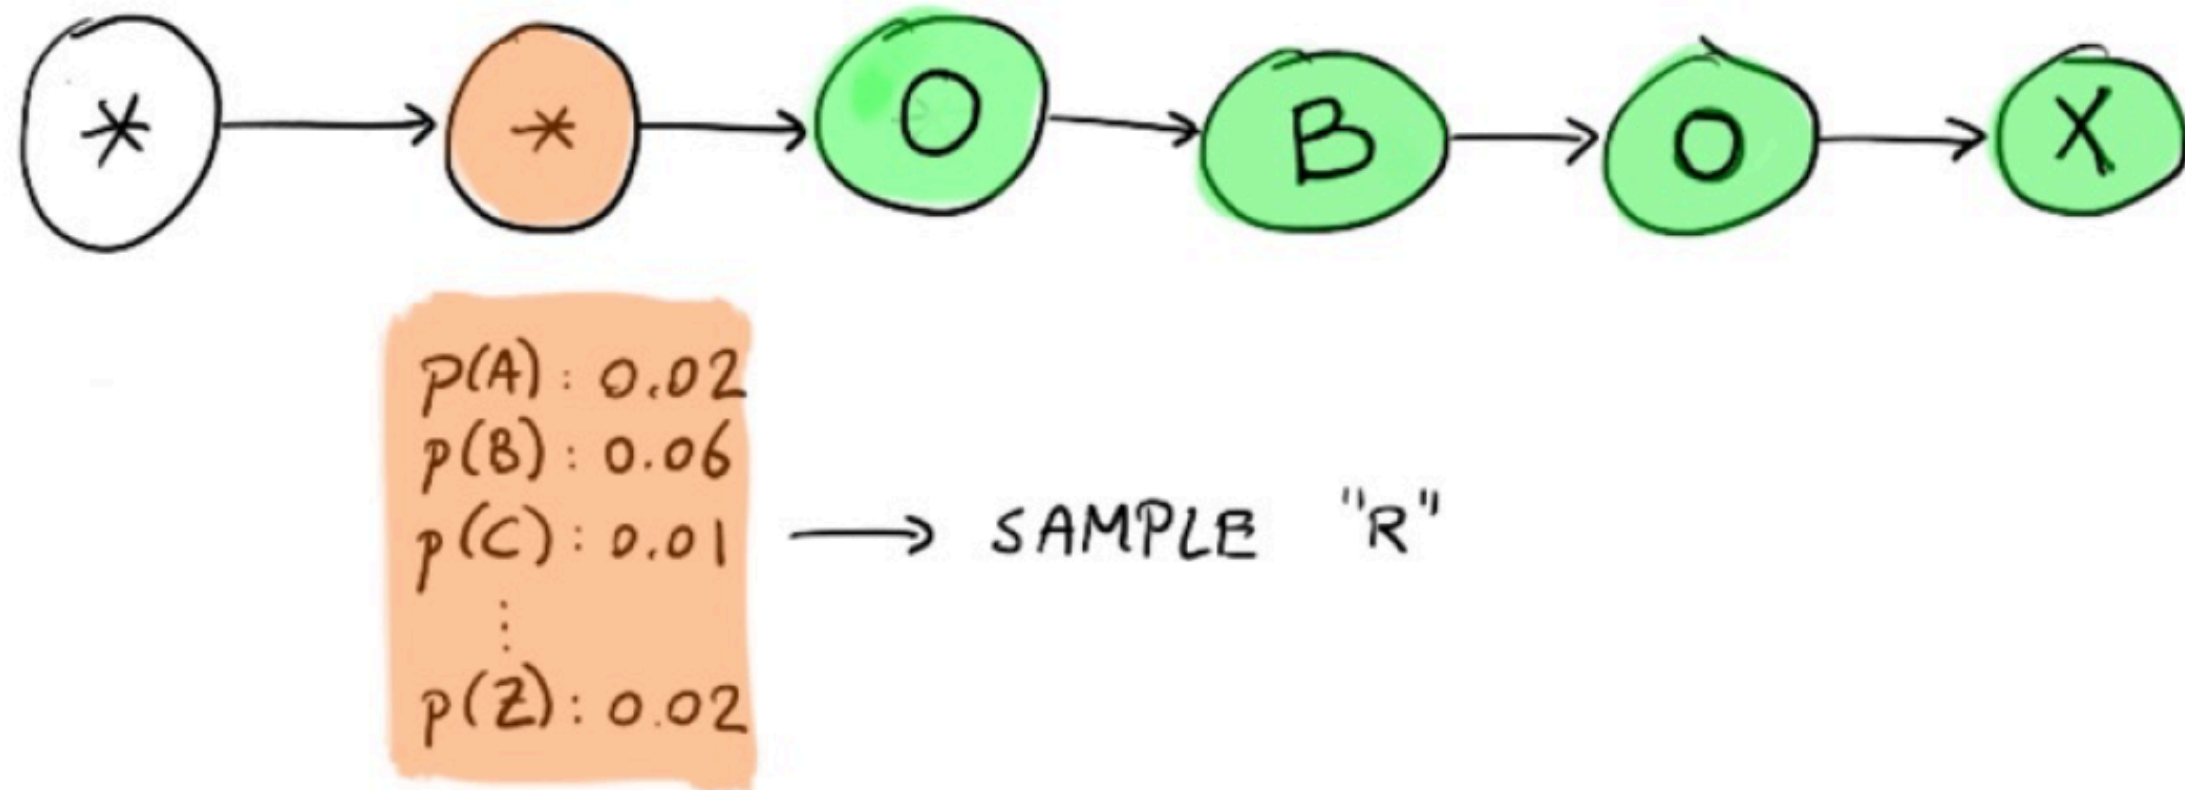 * * O B O X
p(A) : 0.02
p(B) : 0.06
p(C) : 0.01
⋮
p(Z) : 0.02
SAMPLE "R"